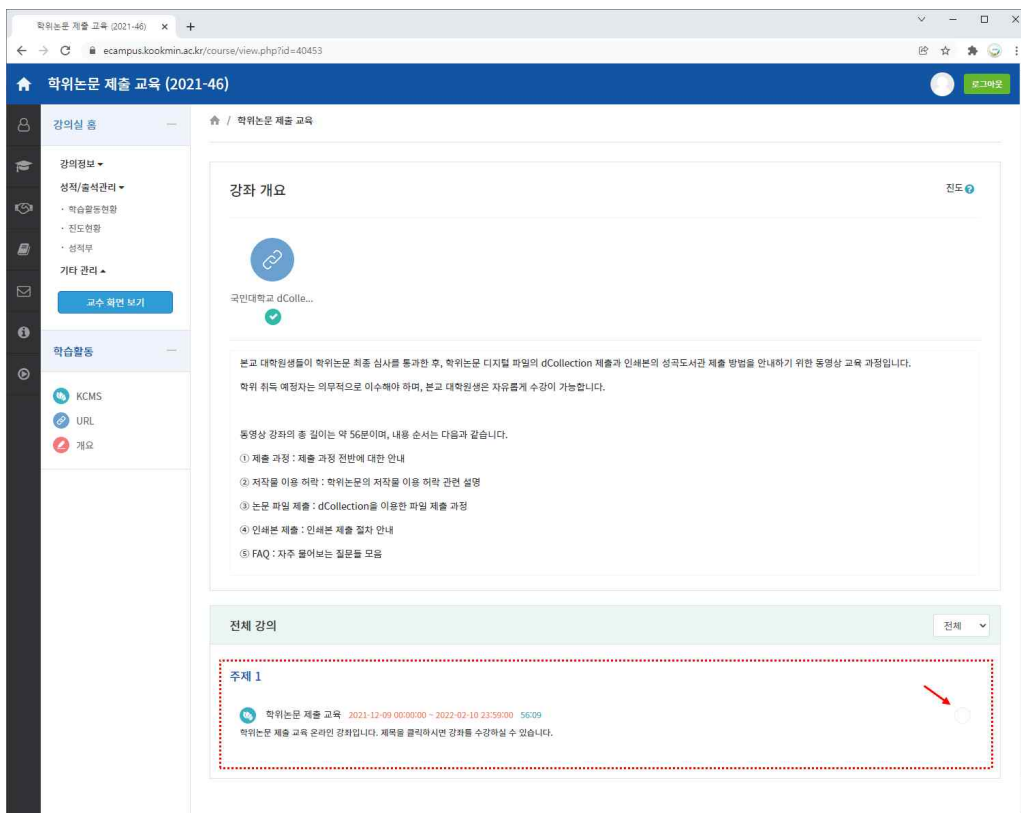 학위논문 제출 교육 (2021-46)
ecampus.kookmin.ac.kr/course/view.php?id=40453
학위논문 제출 교육 (2021-46)
로그아웃
강의실 홈
강의정보
성적/출석관리
· 학습활동현황
· 진도현황
· 성적부
기타 관리
교수 화면 보기
학습활동
KCMS
URL
개요
/ 학위논문 제출 교육
강좌 개요
진도
국민대학교 dColle...
본교 대학원생들이 학위논문 최종 심사를 통과한 후, 학위논문 디지털 파일의 dCollection 제출과 인쇄본의 성곡도서관 제출 방법을 안내하기 위한 동영상 교육 과정입니다.
학위 취득 예정자는 의무적으로 이수해야 하며, 본교 대학원생은 자유롭게 수강이 가능합니다.
동영상 강좌의 총 길이는 약 56분이며, 내용 순서는 다음과 같습니다.
① 제출 과정 : 제출 과정 전반에 대한 안내
② 저작물 이용 허락 : 학위논문의 저작물 이용 허락 관련 설명
③ 논문 파일 제출 : dCollection을 이용한 파일 제출 과정
④ 인쇄본 제출 : 인쇄본 제출 절차 안내
⑤ FAQ : 자주 물어보는 질문들 모음
전체 강의
전체
주제 1
학위논문 제출 교육 2021-12-09 00:00:00 ~ 2022-02-10 23:59:00 56:09
학위논문 제출 교육 온라인 강좌입니다. 제목을 클릭하시면 강좌를 수강하실 수 있습니다.